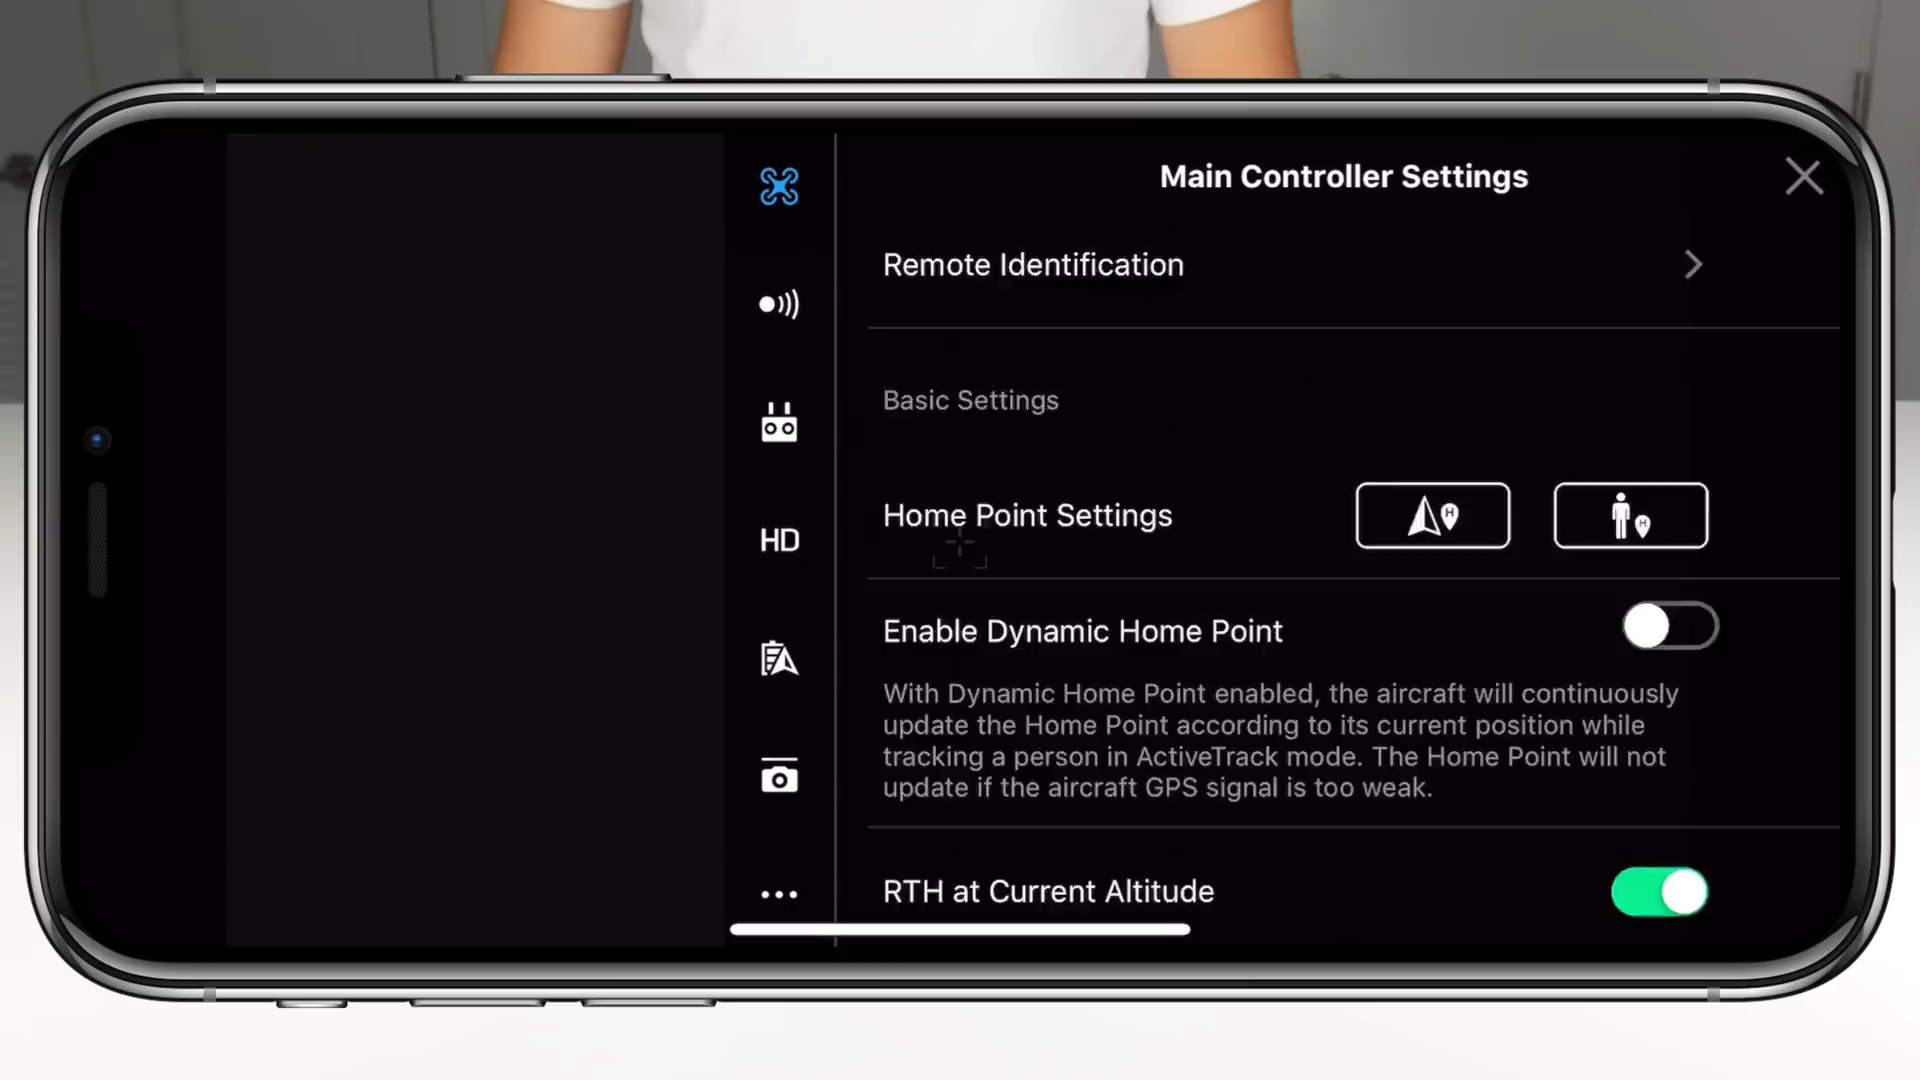 Main Controller Settings
Remote Identification
Basic Settings
Home Point Settings
H
H
Enable Dynamic Home Point
With Dynamic Home Point enabled, the aircraft will continuously
update the Home Point according to its current position while
tracking a person in ActiveTrack mode. The Home Point will not
update if the aircraft GPS signal is too weak.
RTH at Current Altitude
HD